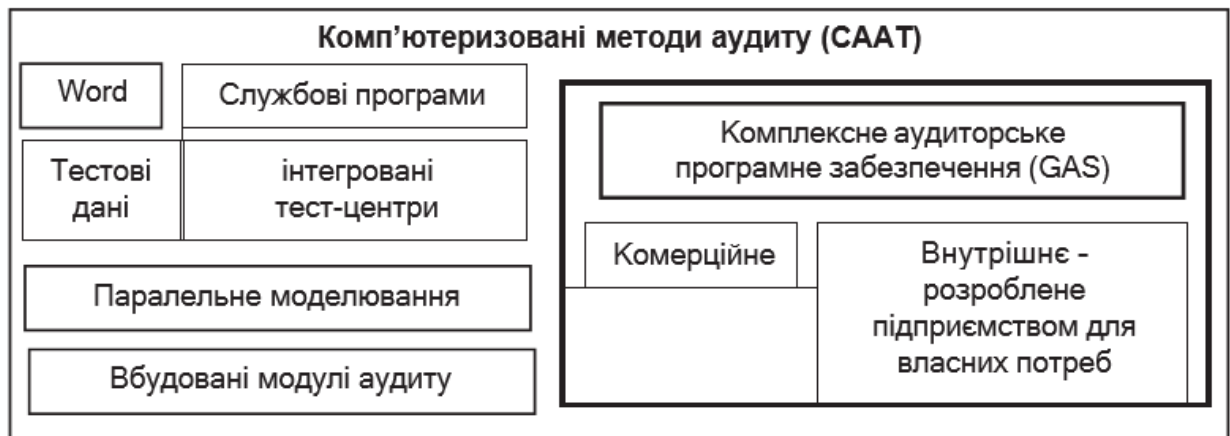 Комп’ютеризовані методи аудиту (CAAT)
Word
Службові програми
Тестові
дані
інтегровані
тест-центри
Паралельне моделювання
Вбудовані модулі аудиту
Комплексне аудиторське
програмне забезпечення (GAS)
Комерційне
Внутрішнє -
розроблене
підприємством для
власних потреб